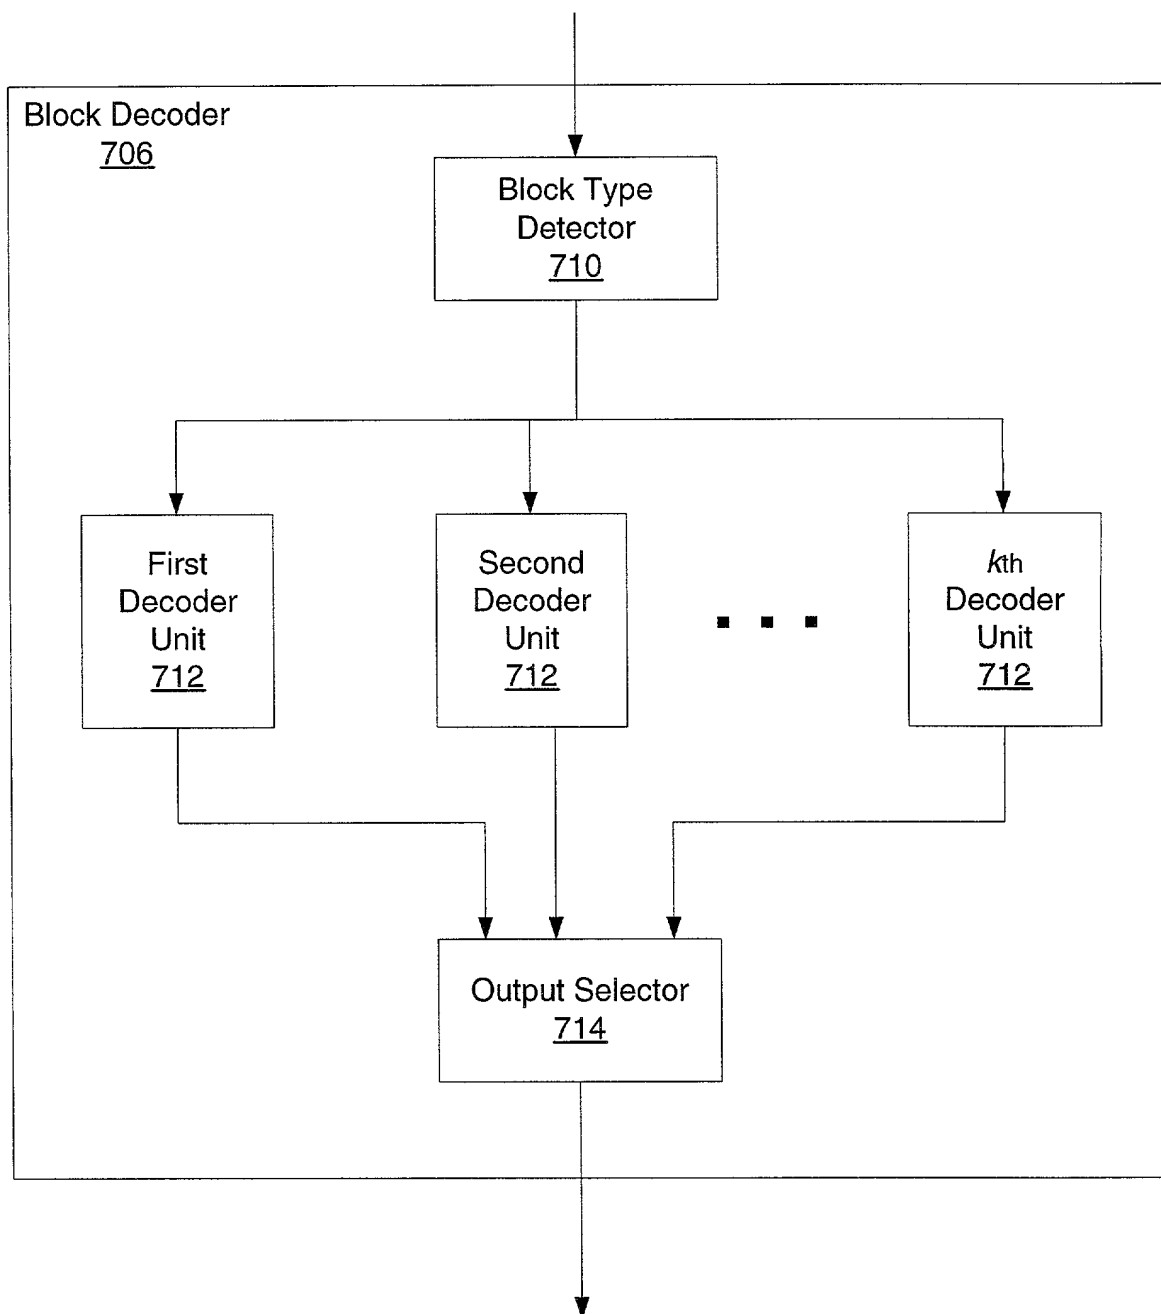 Block Decoder
706
Block Type
Detector
710
First
Decoder
Unit
712
Second
Decoder
Unit
712
kth
Decoder
Unit
712
Output Selector
714